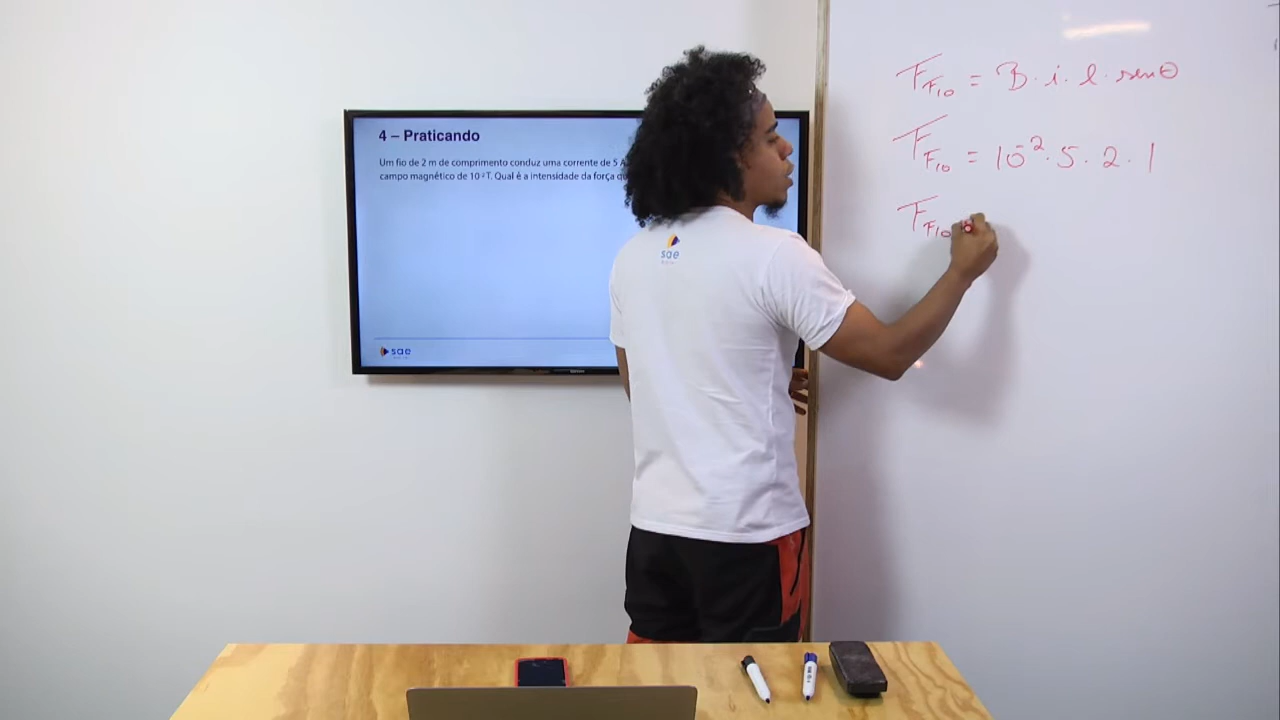 4 – Praticando
Um fio de 2 m de comprimento conduz uma corrente de 5 A
campo magnético de 10⁻² T. Qual é a intensidade da força
sae
sae
F_FIO = B · i · l · senθ
F_FIO = 10⁻² · 5 · 2 · 1
F_FIO